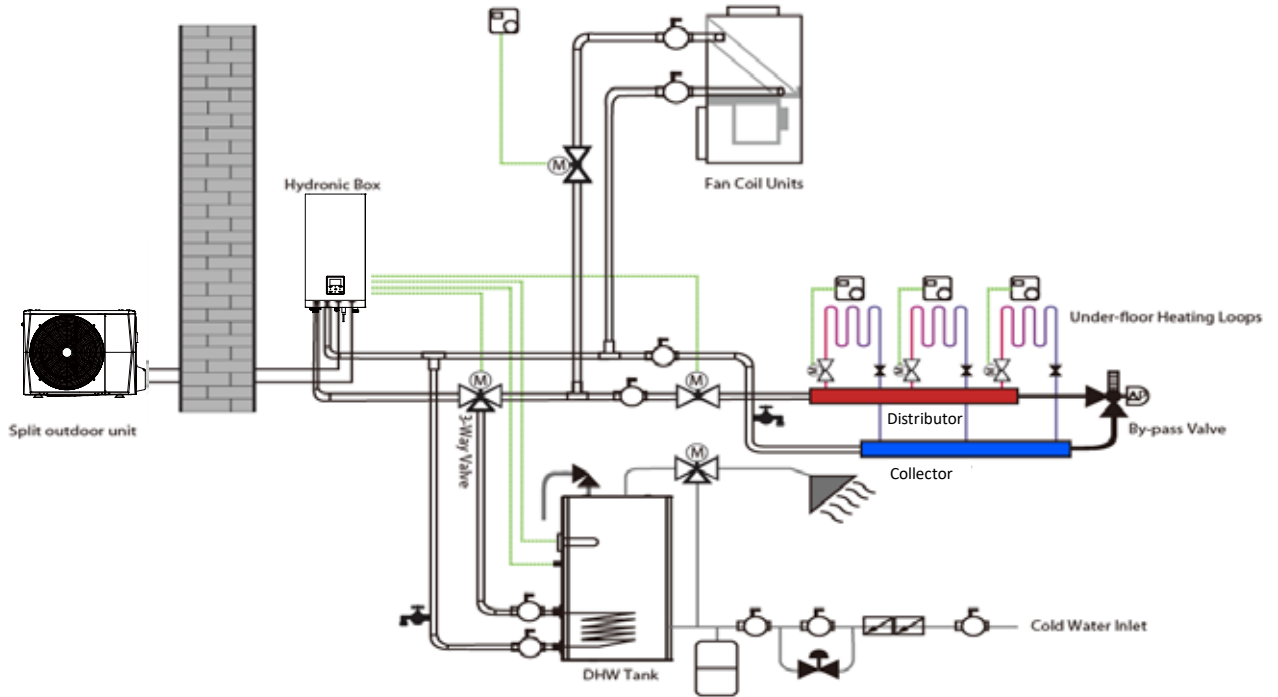 Fan Coil Units
Hydronic Box
M
Under-floor Heating Loops
M
M
M
M
M
ΔP
Split outdoor unit
3-Way Valve
Distributor
By-pass Valve
Collector
M
DHW Tank
Cold Water Inlet